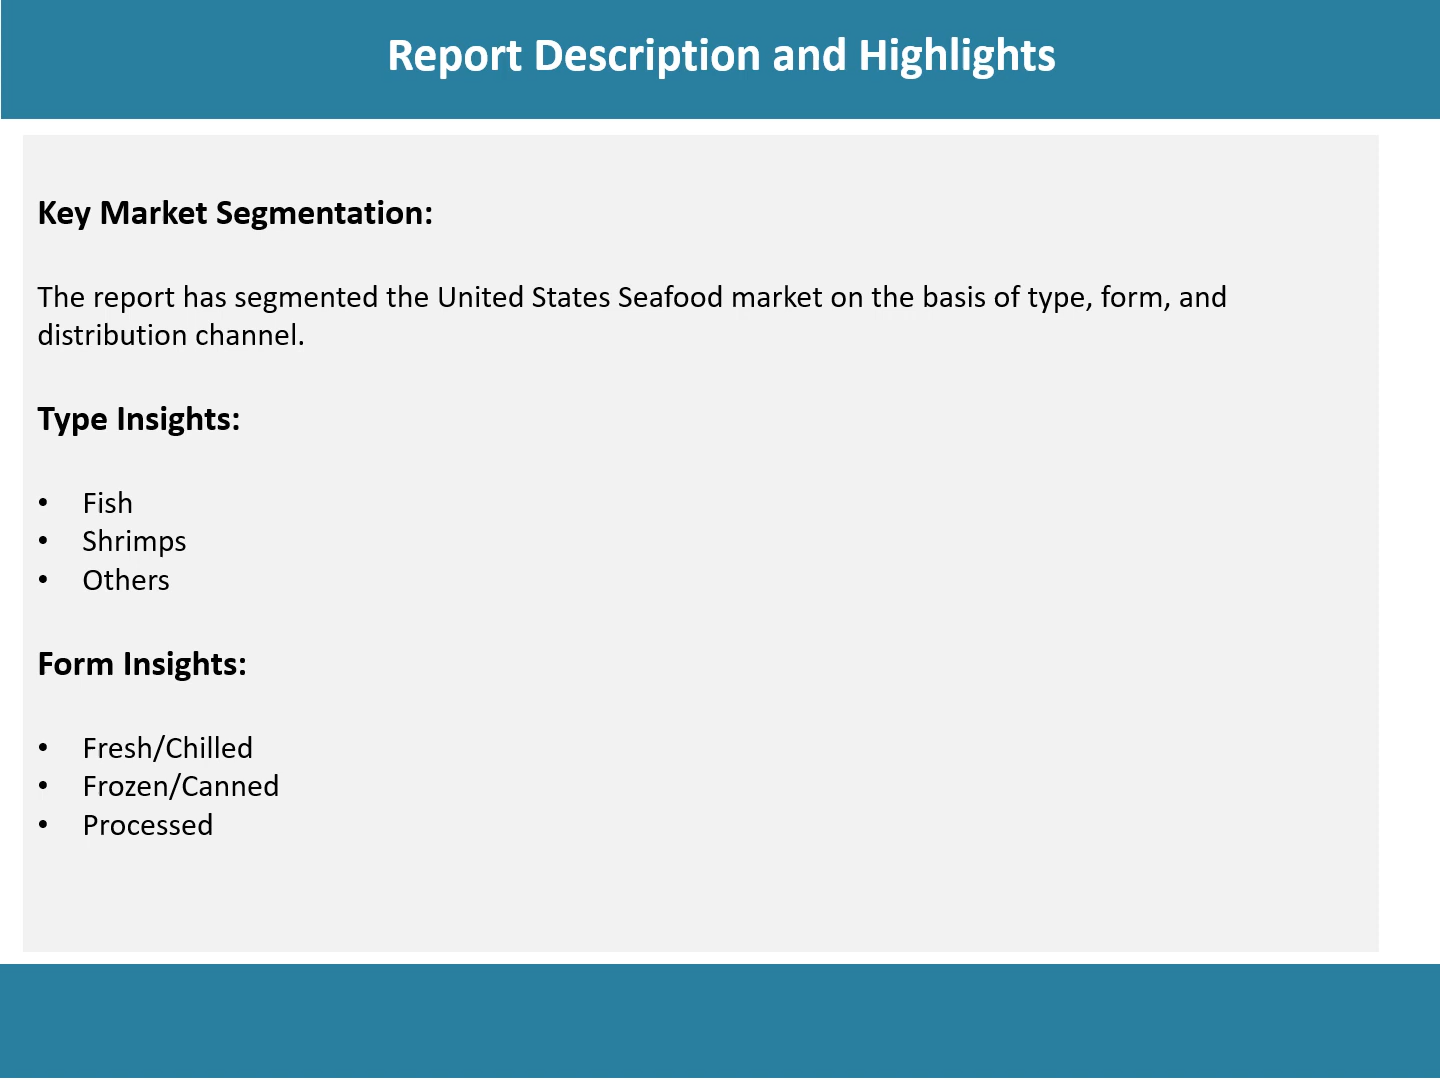 Report Description and Highlights
Key Market Segmentation:
The report has segmented the United States Seafood market on the basis of type, form, and
distribution channel.
Type Insights:
• Fish
• Shrimps
• Others
Form Insights:
• Fresh/Chilled
• Frozen/Canned
• Processed